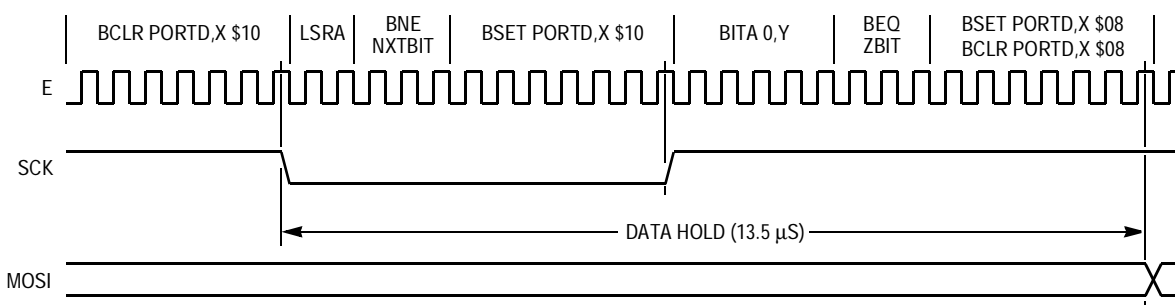 BCLR PORTD,X $10
LSRA
BNE
NXTBIT
BSET PORTD,X $10
BITA 0,Y
BEQ
ZBIT
BSET PORTD,X $08
BCLR PORTD,X $08
E
SCK
DATA HOLD (13.5 µS)
MOSI